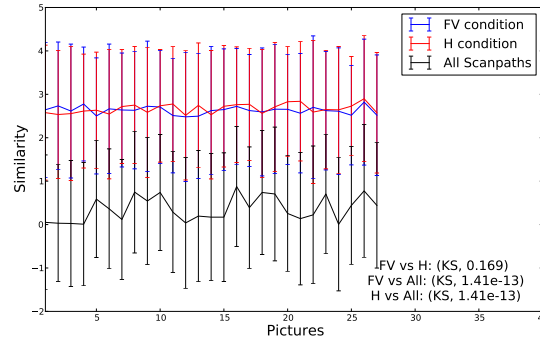 5
4
3
2
1
0
−1
−2
Similarity
FV condition
H condition
All Scanpaths
FV vs H: (KS, 0.169)
FV vs All: (KS, 1.41e-13)
H vs All: (KS, 1.41e-13)
5 10 15 20 25 30 35 40
Pictures